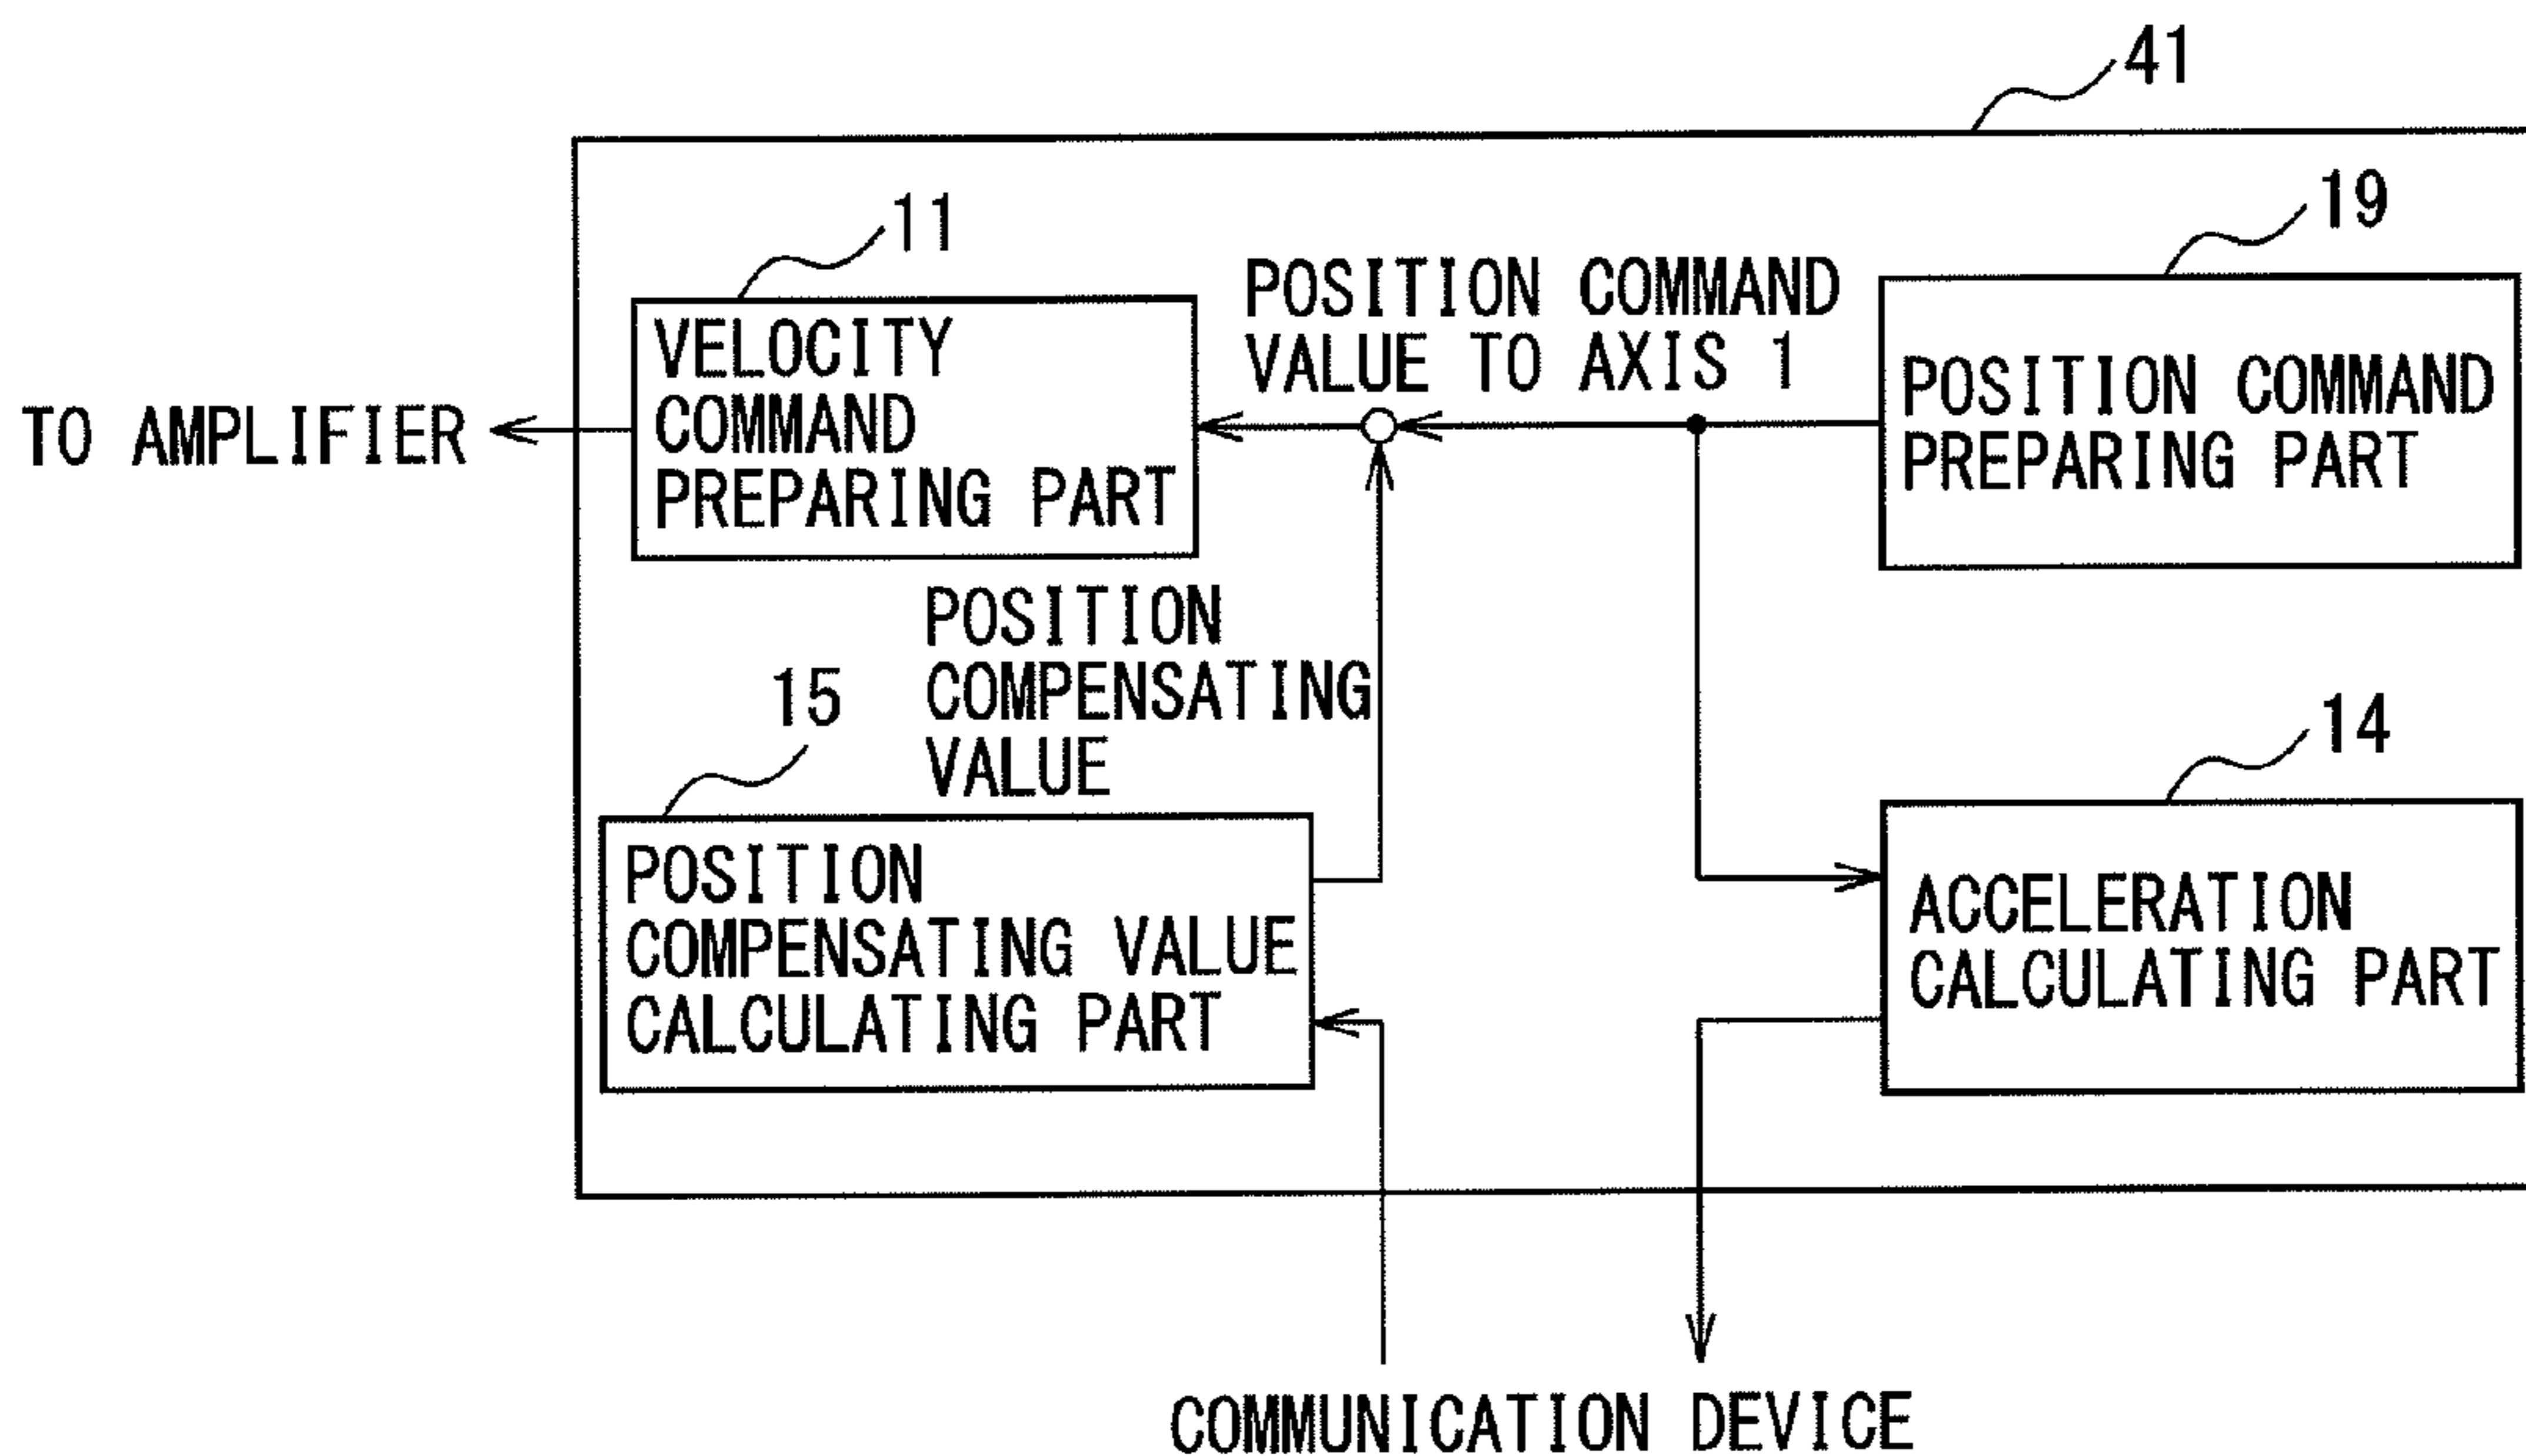 41
11
19
VELOCITY
COMMAND
PREPARING PART
POSITION COMMAND
VALUE TO AXIS 1
POSITION COMMAND
PREPARING PART
TO AMPLIFIER
POSITION
COMPENSATING
VALUE
15
14
POSITION
COMPENSATING VALUE
CALCULATING PART
ACCELERATION
CALCULATING PART
COMMUNICATION DEVICE